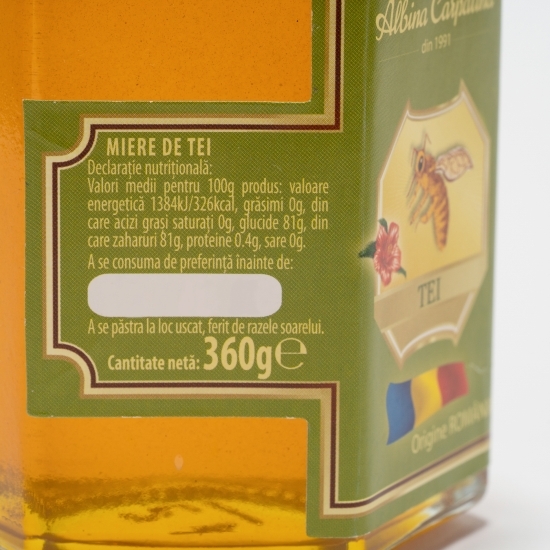 MIERE DE TEI
Declarație nutrițională:
Valori medii pentru 100g produs: valoare
energetică 1384kJ/326kcal, grăsimi 0g, din
care acizi grași saturați 0g, glucide 81g, din
care zaharuri 81g, proteine 0.4g, sare 0g.
A se consuma de preferință înainte de:
A se păstra la loc uscat, ferit de razele soarelui.
Cantitate netă: 360g℮
Albina Carpatina
din 1991
TEI
Origine ROMÂNIA